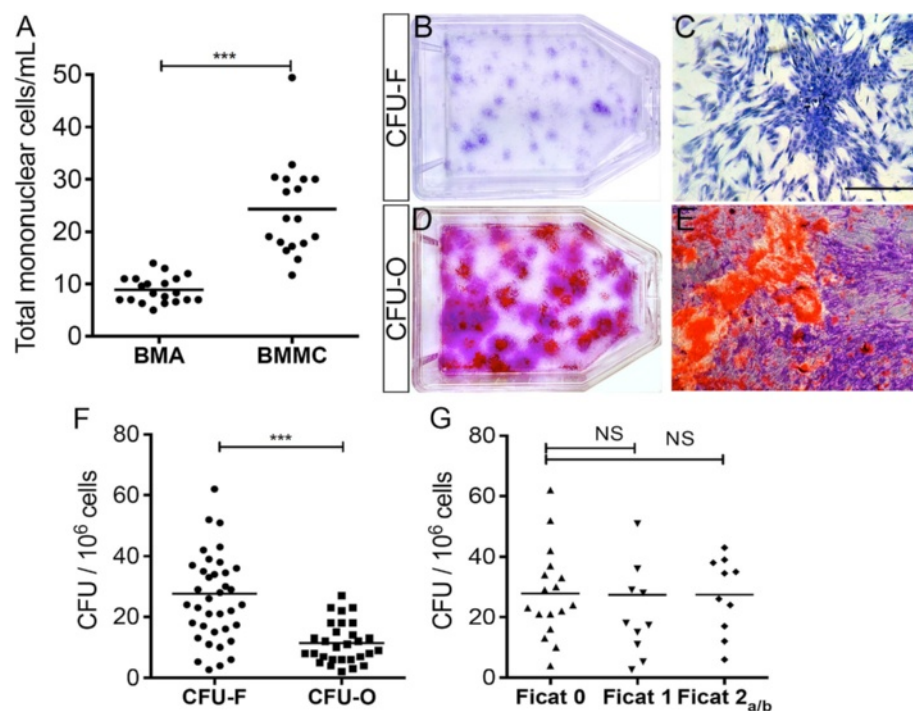 A
***
Total mononuclear cells/mL
50
40
30
20
10
0
BMA
BMMC
B
CFU-F
C
D
CFU-O
E
F
***
CFU / 10⁶ cells
80
60
40
20
0
CFU-F
CFU-O
G
NS
NS
CFU / 10⁶ cells
80
60
40
20
0
Ficat 0
Ficat 1
Ficat 2a/b